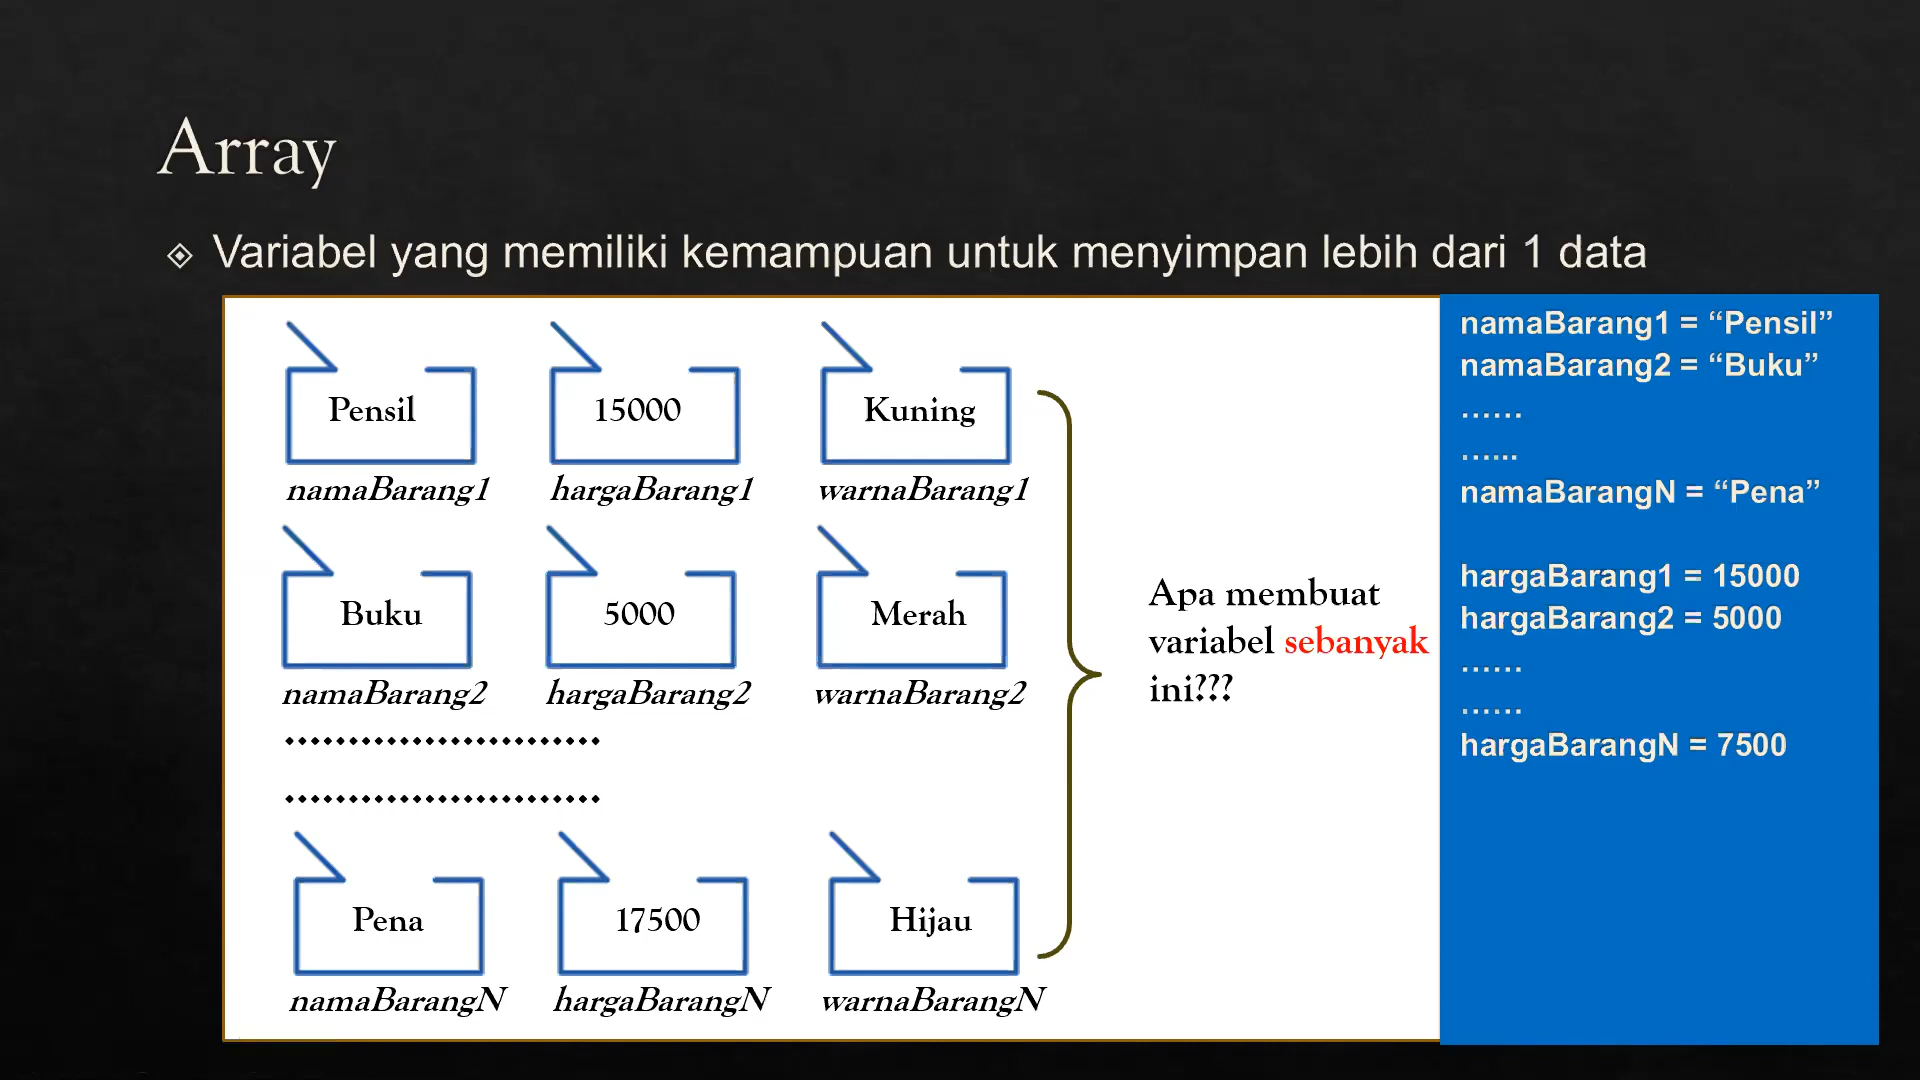 Array
Variabel yang memiliki kemampuan untuk menyimpan lebih dari 1 data
Pensil
15000
Kuning
namaBarang1
hargaBarang1
warnaBarang1
Buku
5000
Merah
namaBarang2
hargaBarang2
warnaBarang2
.........................
.........................
Pena
17500
Hijau
namaBarangN
hargaBarangN
warnaBarangN
Apa membuat
variabel sebanyak
ini???
namaBarang1 = “Pensil”
namaBarang2 = “Buku”
……
…...
namaBarangN = “Pena”
hargaBarang1 = 15000
hargaBarang2 = 5000
……
……
hargaBarangN = 7500